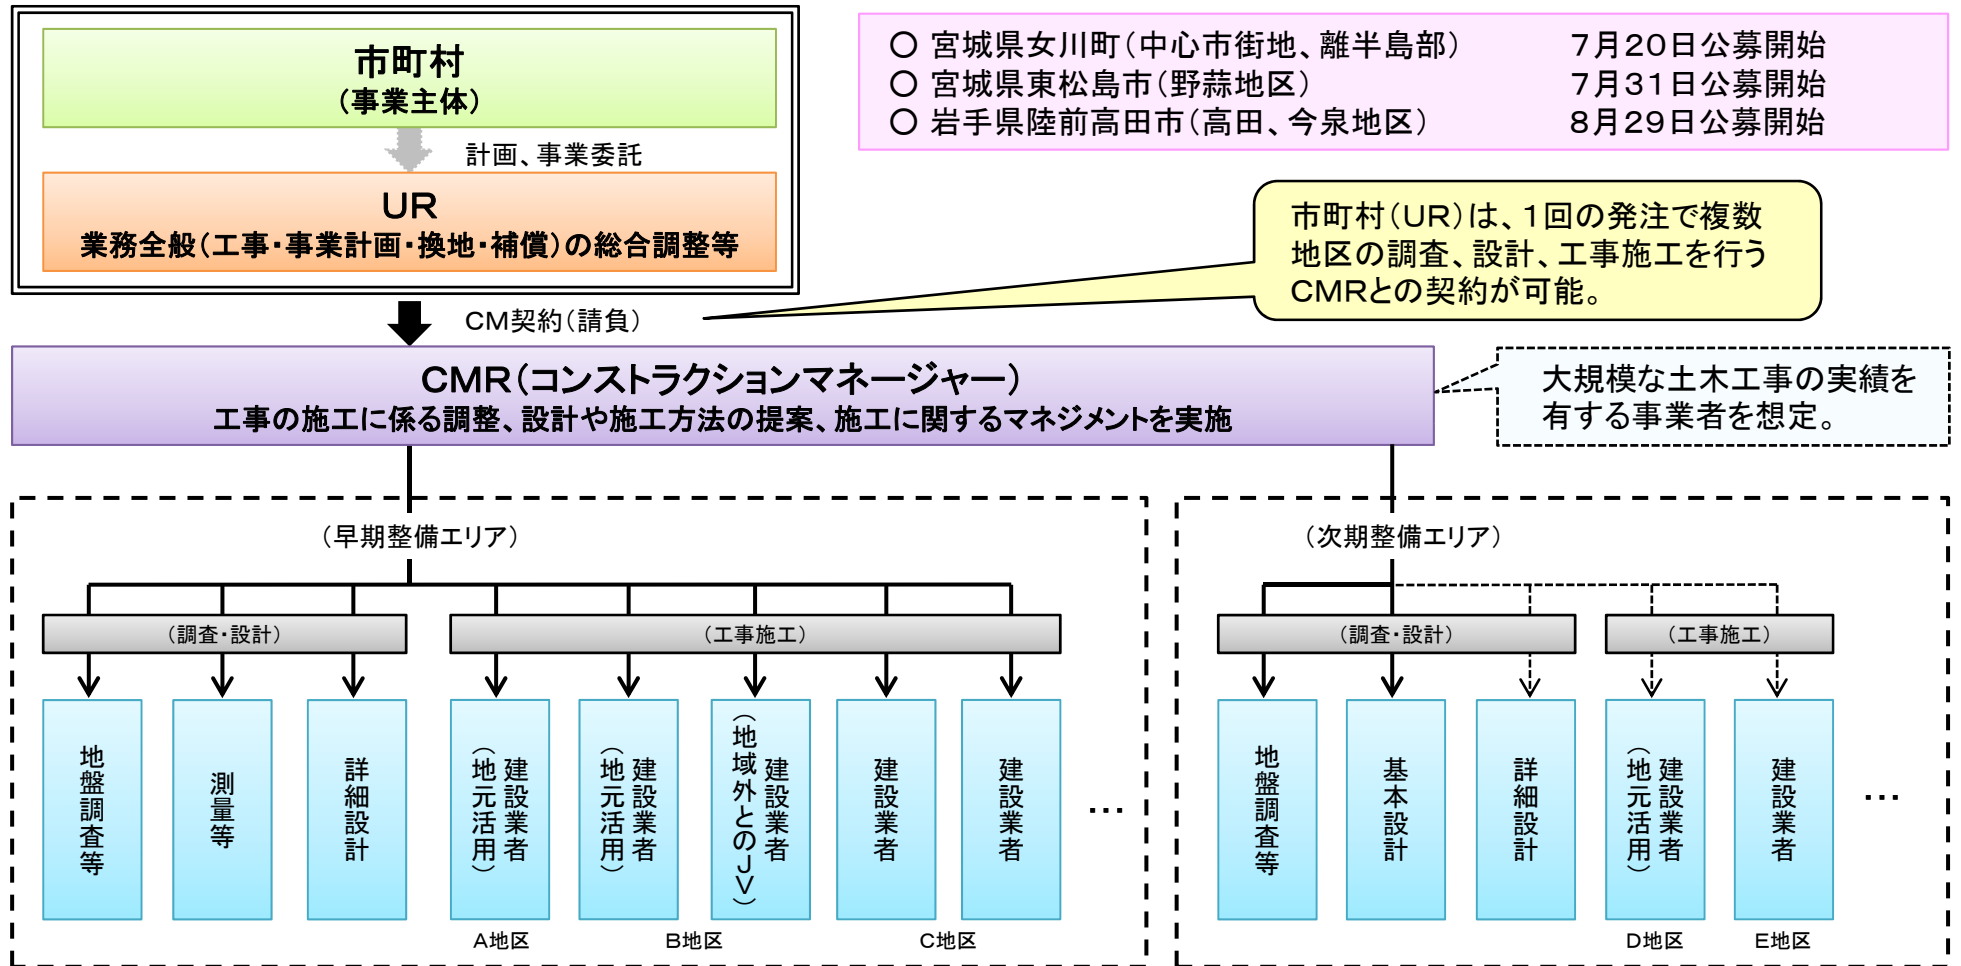 市町村
（事業主体）
計画、事業委託
UR
業務全般（工事・事業計画・換地・補償）の総合調整等
○ 宮城県女川町（中心市街地、離半島部） 7月20日公募開始
○ 宮城県東松島市（野蒜地区） 7月31日公募開始
○ 岩手県陸前高田市（高田、今泉地区） 8月29日公募開始
市町村（UR）は、1回の発注で複数
地区の調査、設計、工事施工を行う
CMRとの契約が可能。
CM契約（請負）
CMR（コンストラクションマネージャー）
工事の施工に係る調整、設計や施工方法の提案、施工に関するマネジメントを実施
大規模な土木工事の実績を
有する事業者を想定。
（早期整備エリア）
（調査・設計）
（工事施工）
地盤調査等
測量等
詳細設計
建設業者
（地元活用）
建設業者
（地元活用）
建設業者
（地域外とのJV）
建設業者
建設業者
…
A地区
B地区
C地区
（次期整備エリア）
（調査・設計）
（工事施工）
地盤調査等
基本設計
詳細設計
建設業者
（地元活用）
建設業者
…
D地区
E地区